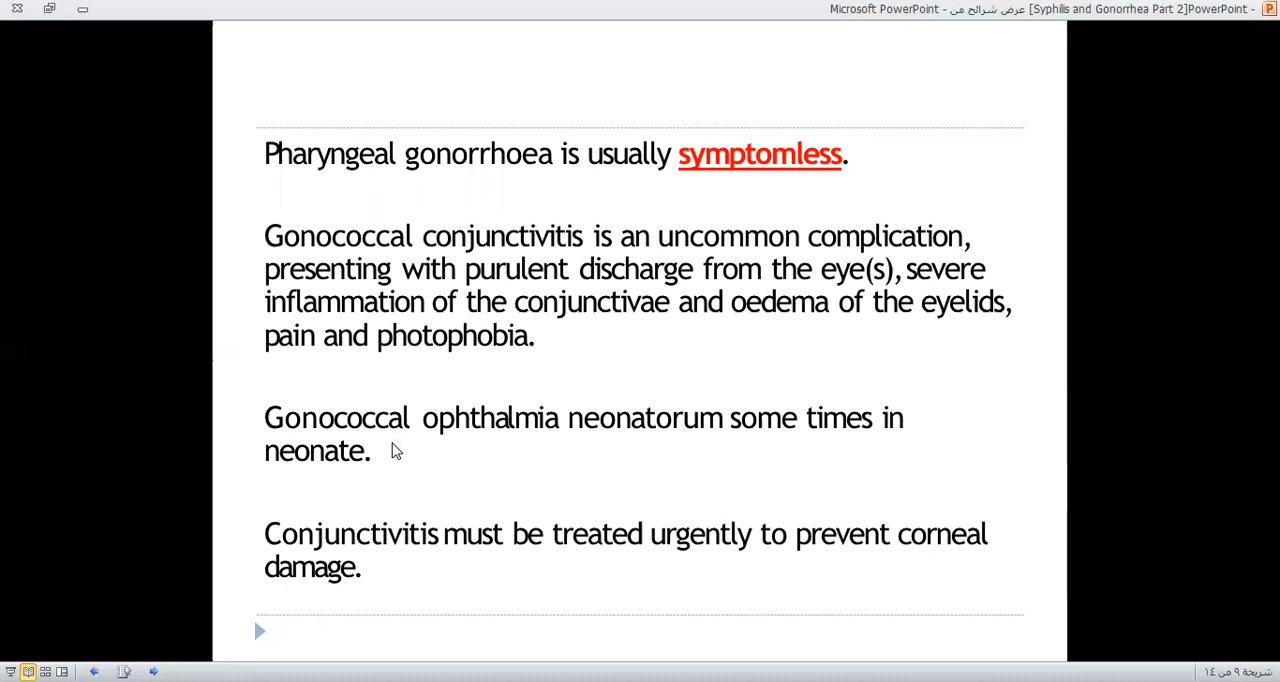 Microsoft PowerPoint - عرض شرائح من [Syphilis and Gonorrhea Part 2]PowerPoint -
Pharyngeal gonorrhoea is usually symptomless.
Gonococcal conjunctivitis is an uncommon complication,
presenting with purulent discharge from the eye(s), severe
inflammation of the conjunctivae and oedema of the eyelids,
pain and photophobia.
Gonococcal ophthalmia neonatorum some times in
neonate.
Conjunctivitis must be treated urgently to prevent corneal
damage.
شريحة ٩ من ١٤